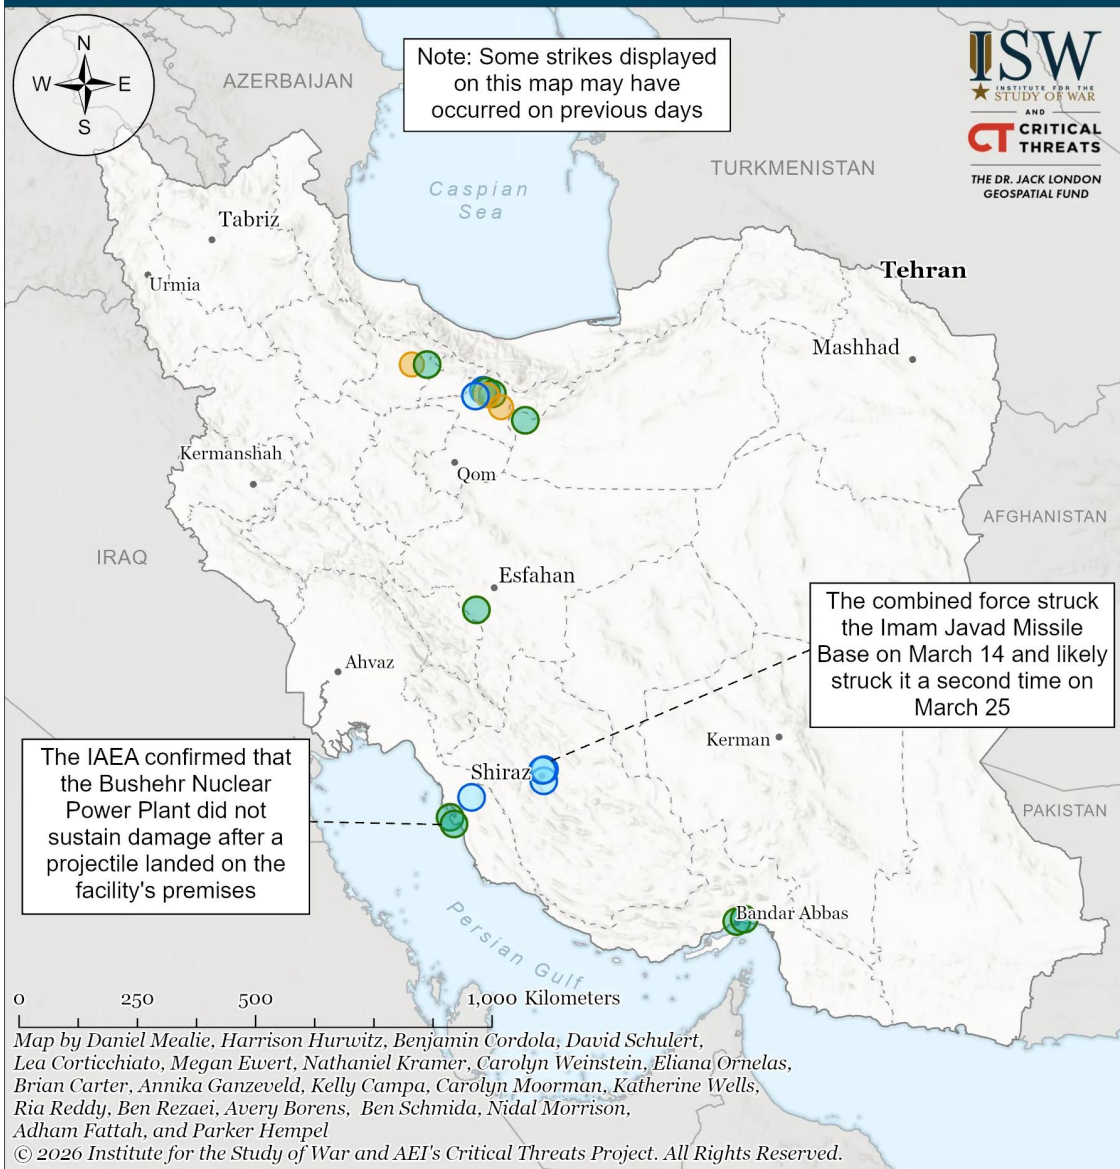 N
W E
S
AZERBAIJAN
Note: Some strikes displayed
on this map may have
occurred on previous days
ISW
INSTITUTE FOR THE
STUDY OF WAR
AND
CT CRITICAL
THREATS
THE DR. JACK LONDON
GEOSPATIAL FUND
TURKMENISTAN
Caspian
Sea
Tabriz
Urmia
Tehran
Mashhad
Kermanshah
Qom
AFGHANISTAN
IRAQ
Esfahan
The combined force struck
the Imam Javad Missile
Base on March 14 and likely
struck it a second time on
March 25
Ahvaz
Kerman
The IAEA confirmed that
the Bushehr Nuclear
Power Plant did not
sustain damage after a
projectile landed on the
facility's premises
Shiraz
PAKISTAN
Bandar Abbas
Persian Gulf
0 250 500 1,000 Kilometers
Map by Daniel Mealie, Harrison Hurwitz, Benjamin Cordola, David Schulert,
Lea Corticchiato, Megan Ewert, Nathaniel Kramer, Carolyn Weinstein, Eliana Ornelas,
Brian Carter, Annika Ganzeveld, Kelly Campa, Carolyn Moorman, Katherine Wells,
Ria Reddy, Ben Rezaei, Avery Borens, Ben Schmida, Nidal Morrison,
Adham Fattah, and Parker Hempel
© 2026 Institute for the Study of War and AEI's Critical Threats Project. All Rights Reserved.